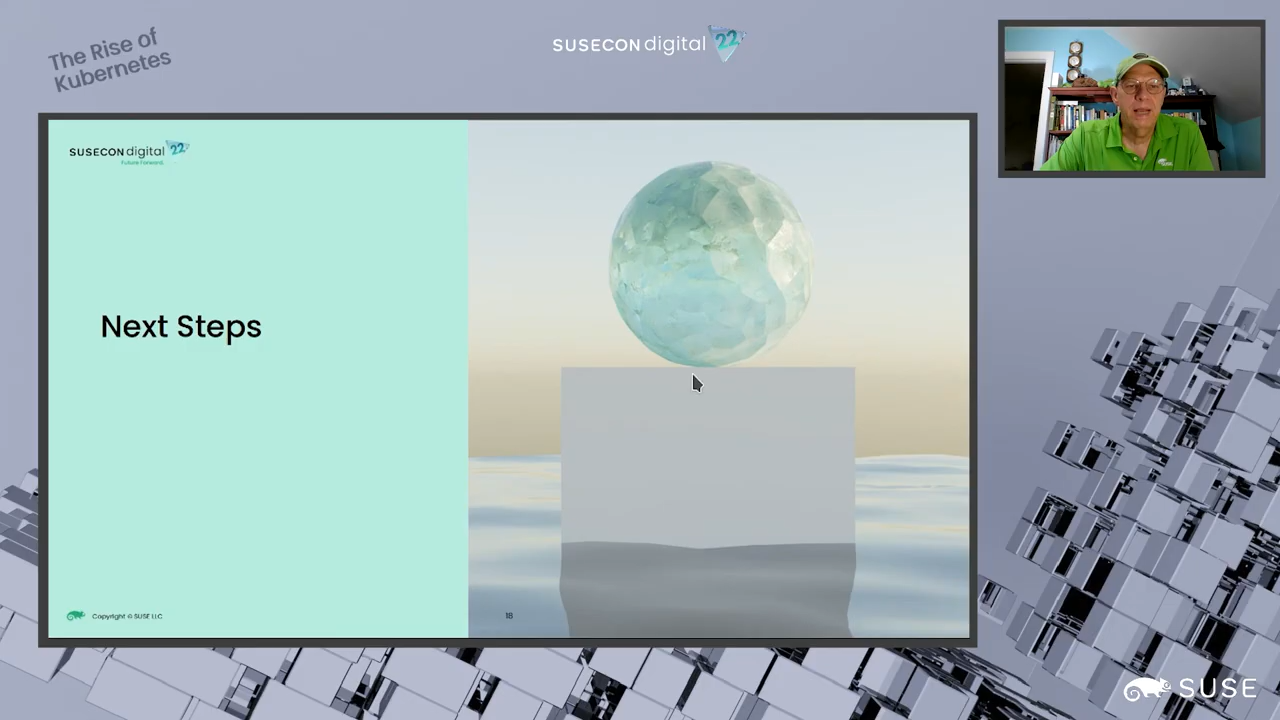 The Rise of
Kubernetes
SUSECON digital 22
SUSECON digital 22
Future Forward.
Next Steps
Copyright © SUSE LLC
18
SUSE